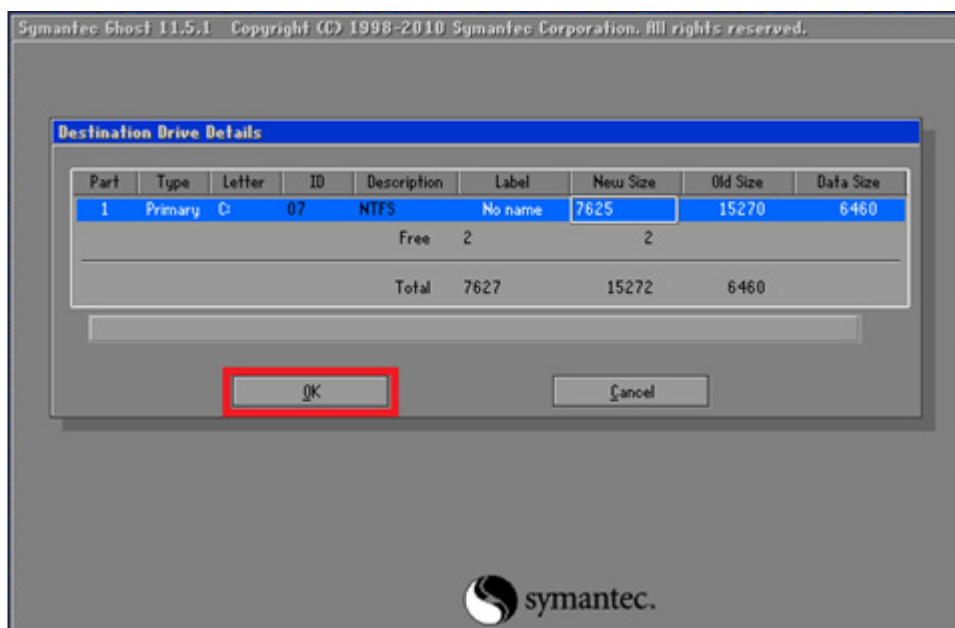 Symantec Ghost 11.5.1 Copyright (C) 1998-2010 Symantec Corporation. All rights reserved.
Destination Drive Details
Part Type Letter ID Description Label New Size Old Size Data Size
1 Primary C: 07 NTFS No name 7625 15270 6460
Free 2 2
Total 7627 15272 6460
OK Cancel
symantec.